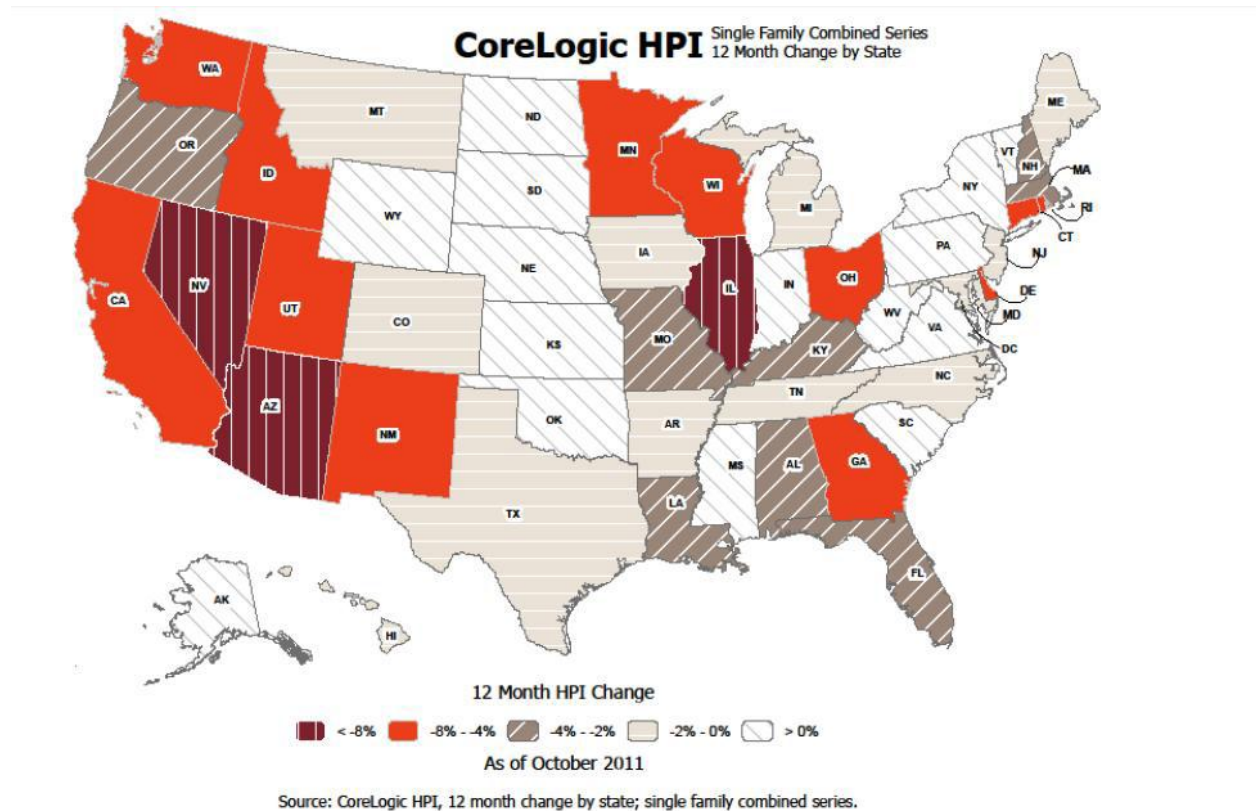 CoreLogic HPI
Single Family Combined Series
12 Month Change by State
WA
MT
ND
MN
ME
OR
ID
SD
WI
VT
NH
MA
NY
WY
MI
RI
CT
IA
PA
NJ
NE
NV
IL
IN
OH
DE
CA
UT
CO
WV
MD
VA
KS
MO
KY
DC
NC
TN
AZ
NM
OK
AR
SC
MS
AL
GA
LA
TX
FL
AK
HI
12 Month HPI Change
< -8% -8% - -4% -4% - -2% -2% - 0% > 0%
As of October 2011
Source: CoreLogic HPI, 12 month change by state; single family combined series.